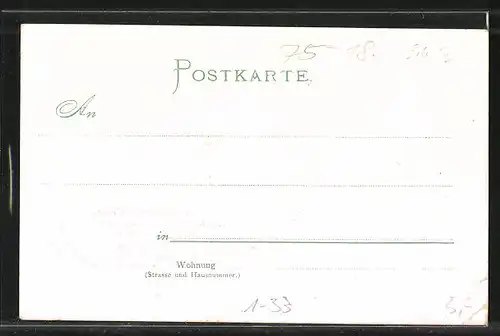 75 18.
POSTKARTE.
An
in
Wohnung
(Strasse und Hausnummer.)
1-33